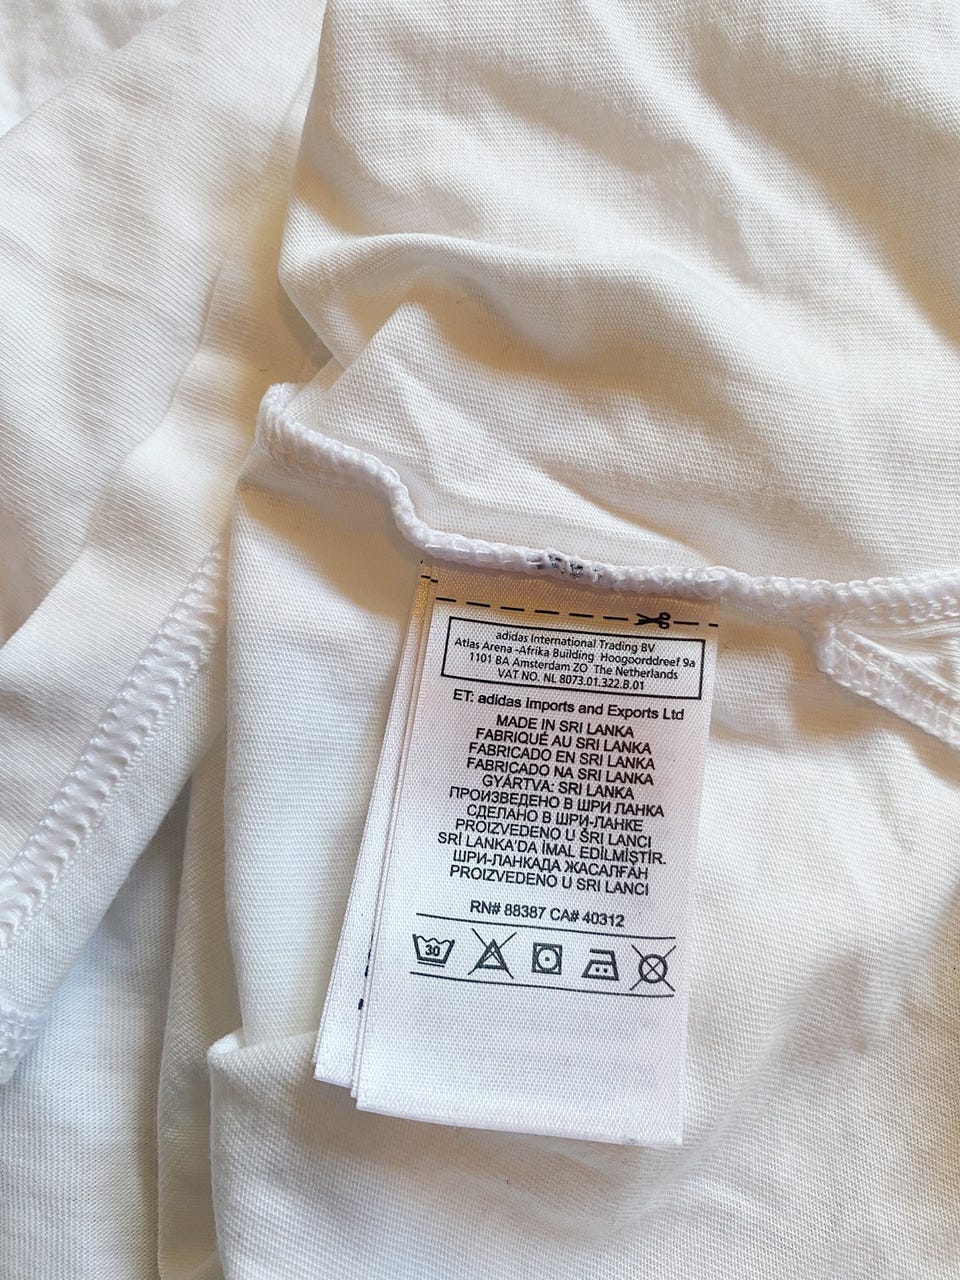 adidas International Trading BV
Atlas Arena -Afrika Building Hoogoorddreef 9a
1101 BA Amsterdam ZO The Netherlands
VAT NO. NL 8073.01.322.B.01
ET: adidas Imports and Exports Ltd
MADE IN SRI LANKA
FABRIQUÉ AU SRI LANKA
FABRICADO EN SRI LANKA
FABRICADO NA SRI LANKA
GYÁRTVA: SRI LANKA
ПРОИЗВЕДЕНО В ШРИ ЛАНКА
СДЕЛАНО В ШРИ-ЛАНКЕ
PROIZVEDENO U ŠRI LANCI
SRİ LANKA'DA İMAL EDİLMİŞTİR.
ШРИ-ЛАНКАДА ЖАСАЛҒАН
PROIZVEDENO U SRI LANCI
RN# 88387 CA# 40312
30